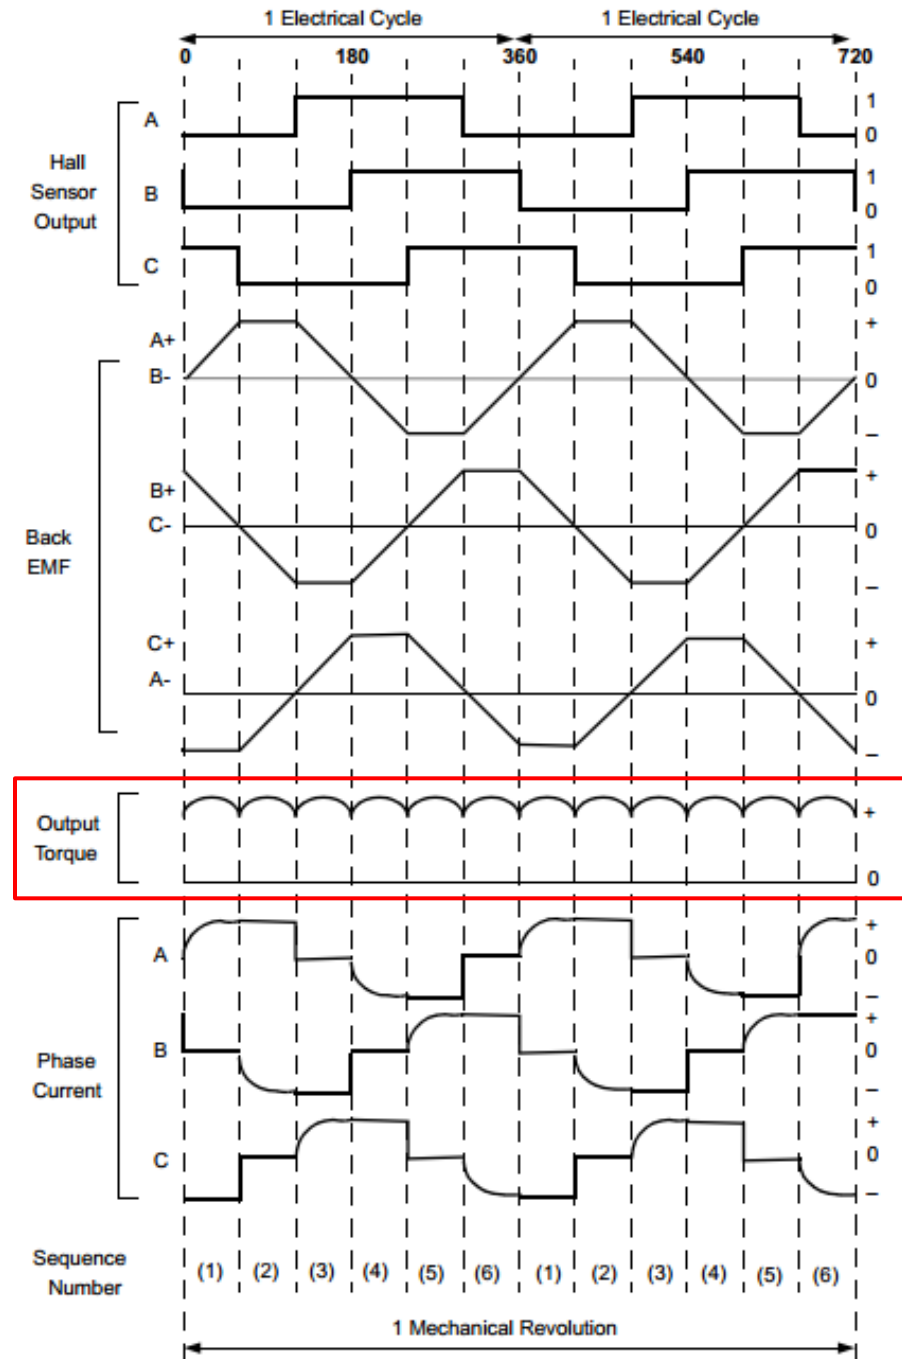 1 Electrical Cycle 1 Electrical Cycle
0 180 360 540 720
A 1
0
Hall
Sensor
Output
B 1
0
C 1
0
A+ +
B- 0
–
B+ +
C- 0
–
Back
EMF
C+ +
A- 0
–
Output
Torque
+
0
A +
0
–
Phase
Current
B +
0
–
C +
0
–
Sequence
Number
(1) (2) (3) (4) (5) (6) (1) (2) (3) (4) (5) (6)
1 Mechanical Revolution